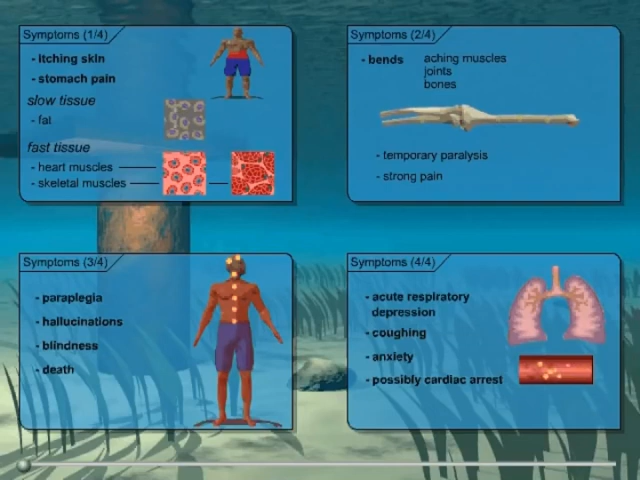 Symptoms (1/4)
- itching skin
- stomach pain
slow tissue
- fat
fast tissue
- heart muscles
- skeletal muscles
Symptoms (2/4)
- bends aching muscles
joints
bones
- temporary paralysis
- strong pain
Symptoms (3/4)
- paraplegia
- hallucinations
- blindness
- death
Symptoms (4/4)
- acute respiratory
depression
- coughing
- anxiety
- possibly cardiac arrest